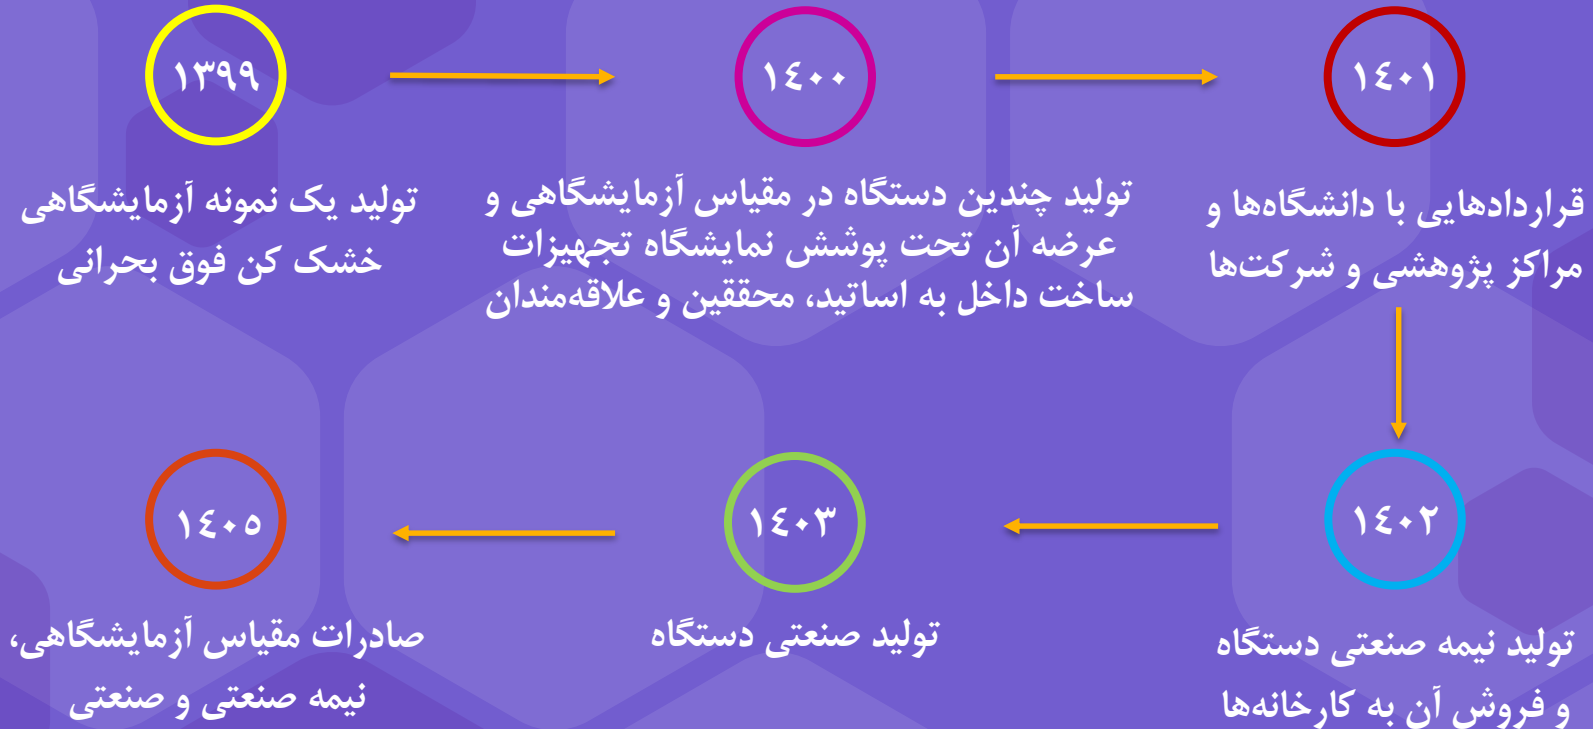 ۱۳۹۹
تولید یک نمونه آزمایشگاهی
خشک کن فوق بحرانی
۱۴۰۰
تولید چندین دستگاه در مقیاس آزمایشگاهی و
عرضه آن تحت پوشش نمایشگاه تجهیزات
ساخت داخل به اساتید، محققین و علاقه‌مندان
۱۴۰۱
قراردادهایی با دانشگاه‌ها و
مراکز پژوهشی و شرکت‌ها
۱۴۰۲
تولید نیمه صنعتی دستگاه
و فروش آن به کارخانه‌ها
۱۴۰۳
تولید صنعتی دستگاه
۱۴۰۵
صادرات مقیاس آزمایشگاهی،
نیمه صنعتی و صنعتی